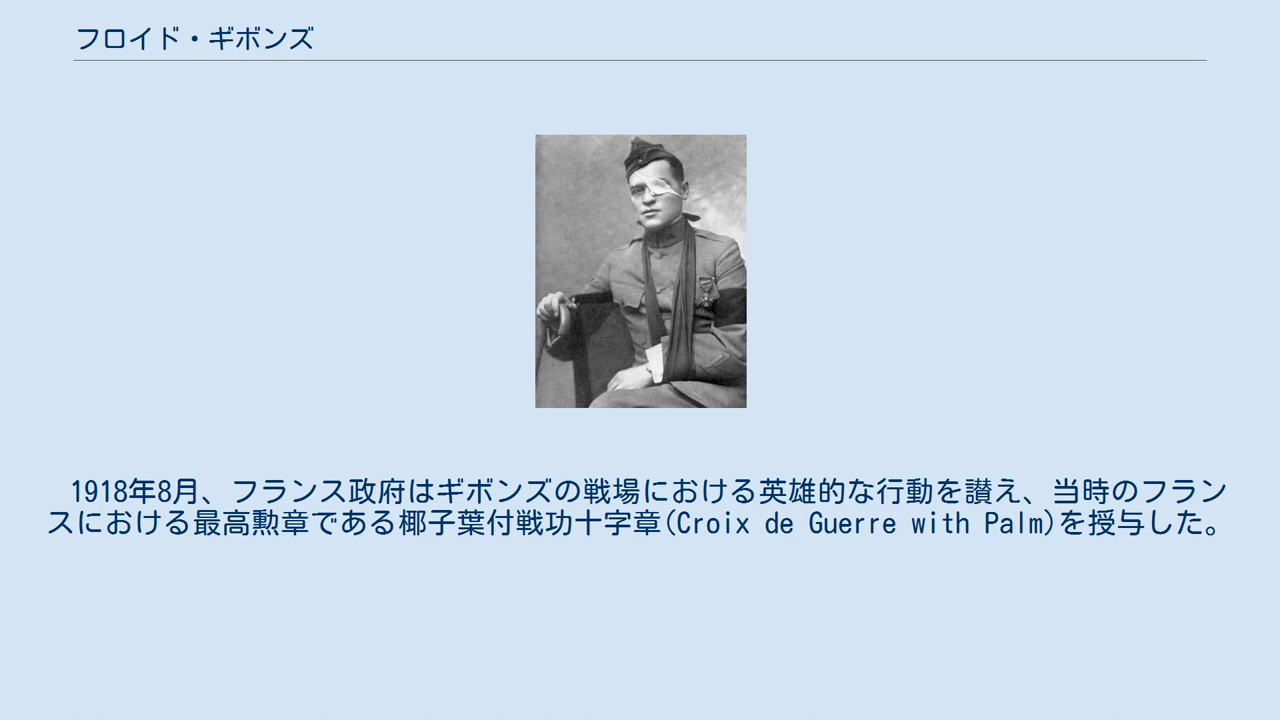 フロイド・ギボンズ
1918年8月、フランス政府はギボンズの戦場における英雄的な行動を讃え、当時のフラン
スにおける最高勲章である椰子葉付戦功十字章(Croix de Guerre with Palm)を授与した。